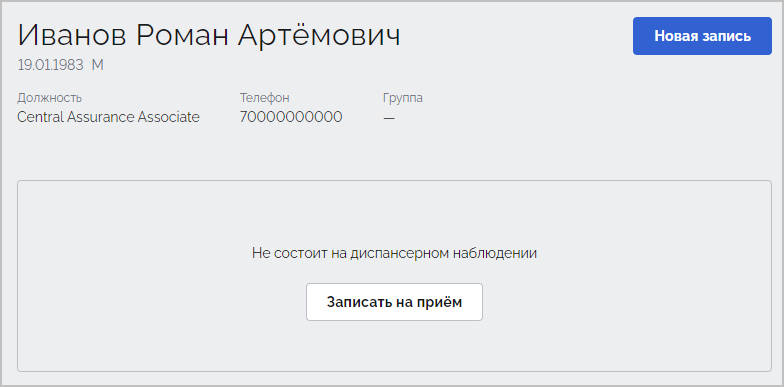 Иванов Роман Артёмович
Новая запись
19.01.1983 М
Должность Телефон Группа
Central Assurance Associate 70000000000 —
Не состоит на диспансерном наблюдении
Записать на приём